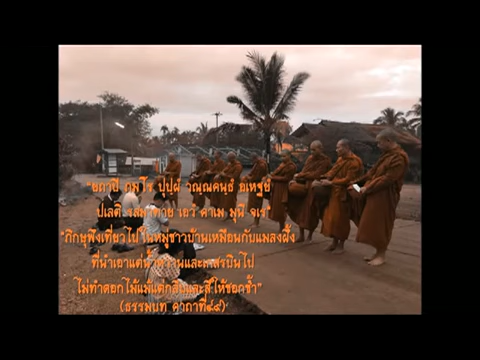 "ยถาปิ ภมโร ปุปฺผํ วณฺณคนฺธํ อเหฐยํ
ปเลติ รสมาทาย เอวํ คาเม มุนี จเร"
"ภิกษุพึงเที่ยวไปในหมู่ชาวบ้านเหมือนกับแมลงผึ้ง
ที่นำเอาแต่น้ำหวานและเกสรบินไป
ไม่ทำดอกไม้แม้แต่กลิ่นและสีให้ชอกช้ำ"
(ธรรมบท คาถาที่๔๙)